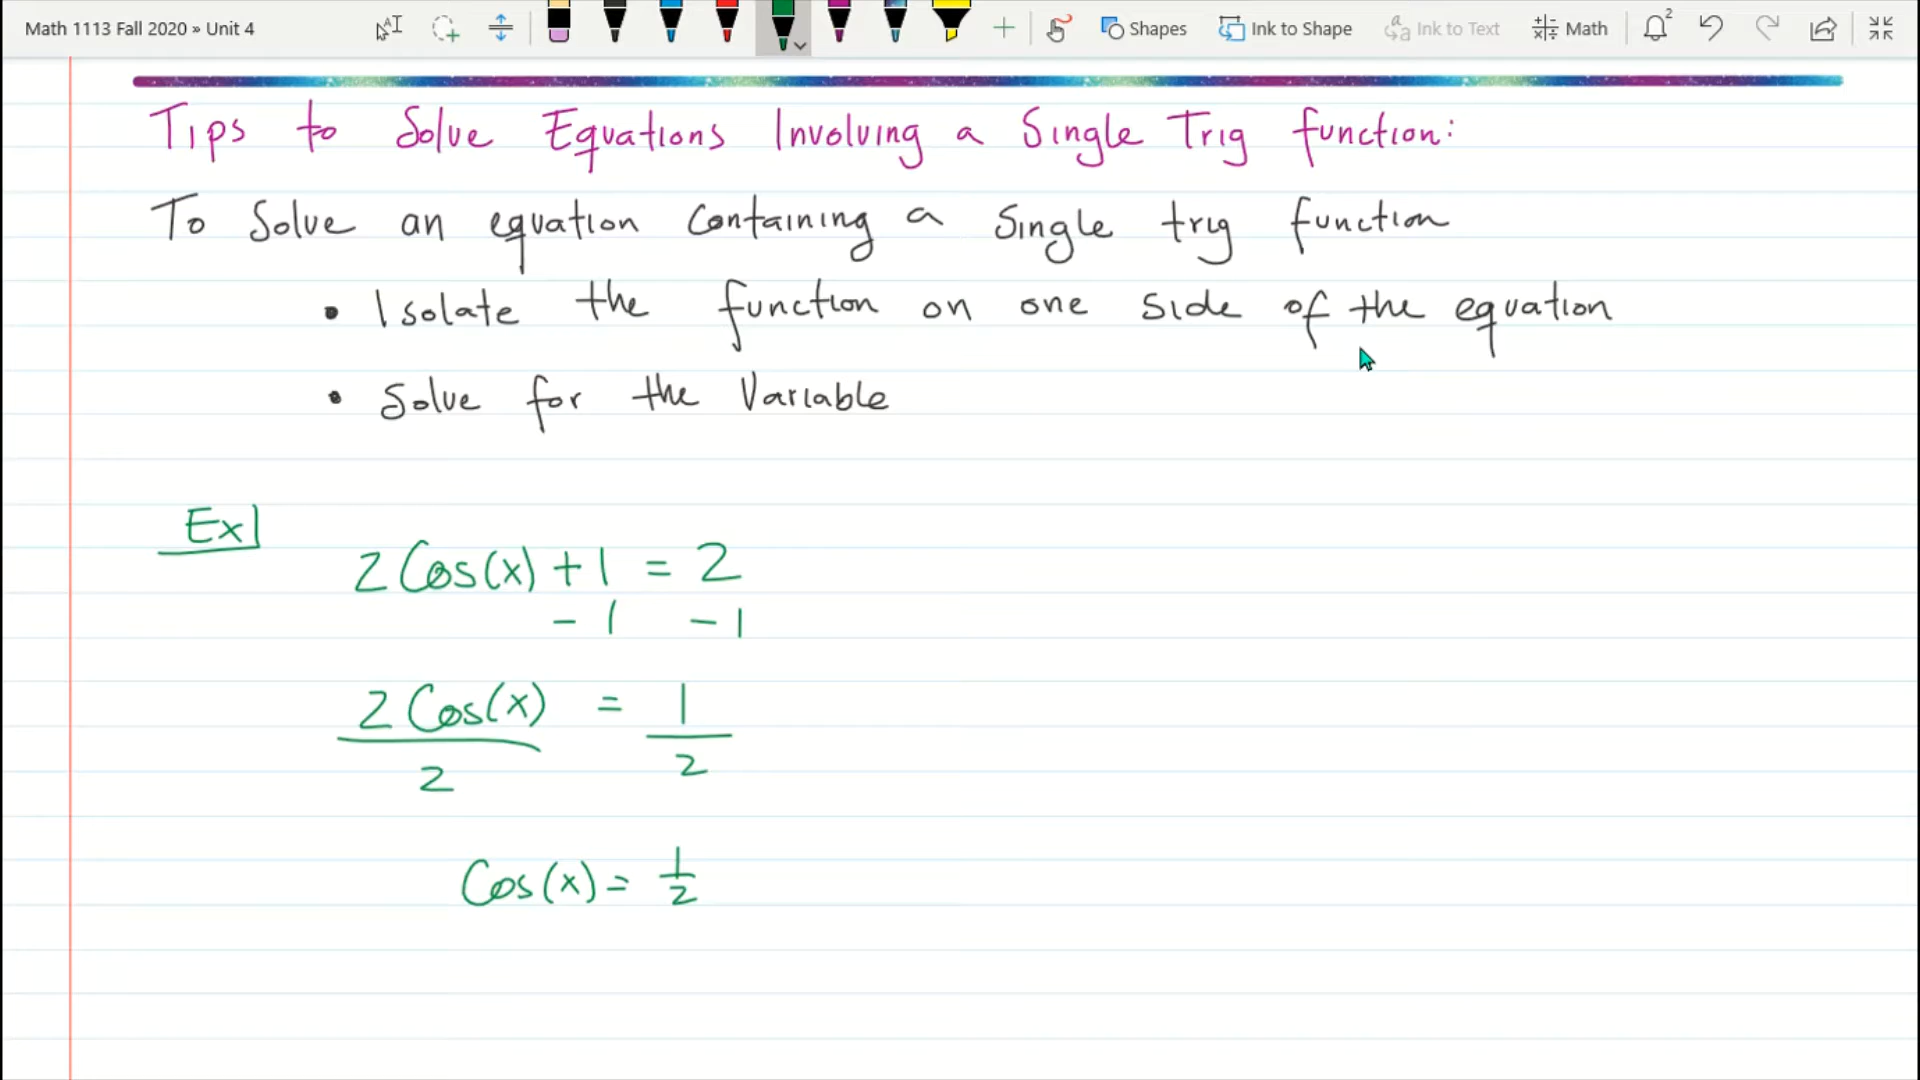 Math 1113 Fall 2020 » Unit 4
Shapes Ink to Shape Ink to Text Math 2
Tips to Solve Equations Involving a Single Trig function:
To Solve an equation Containing a Single trig function
• Isolate the function on one Side of the equation
• Solve for the Variable
Ex1
2 Cos(x) + 1 = 2
- 1 - 1
2 Cos(x) = 1
2 2
Cos(x) = 1/2